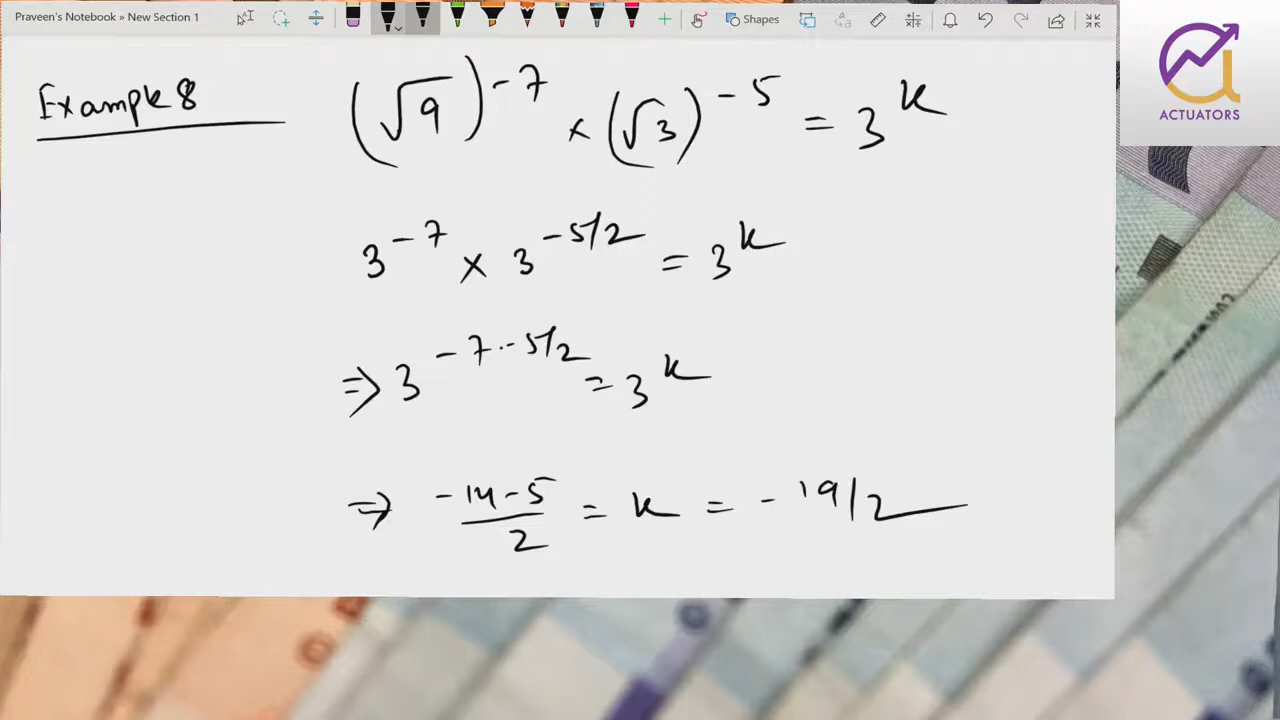 Praveen's Notebook » New Section 1
Shapes
ACTUATORS
Example 8
(√9)^-7 × (√3)^-5 = 3^k
3^-7 × 3^-5/2 = 3^k
⇒ 3^-7-5/2 = 3^k
⇒ (-14-5)/2 = k = -19/2